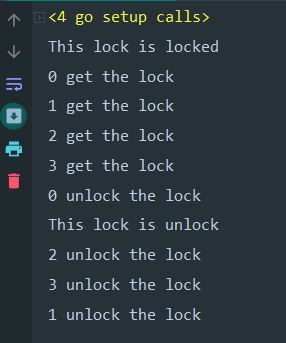 <4 go setup calls>
This lock is locked
0 get the lock
1 get the lock
2 get the lock
3 get the lock
0 unlock the lock
This lock is unlock
2 unlock the lock
3 unlock the lock
1 unlock the lock